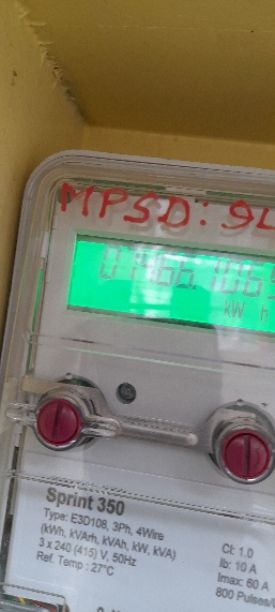 MPSD: 9L
kW h
Sprint 350
Type: E3D108, 3Ph, 4Wire
(kWh, kVArh, kVAh, kW, kVA)
3 x 240 (415) V, 50Hz
Ref. Temp : 27°C
Cl: 1.0
Ib: 10 A
Imax: 60 A
800 Pulses/